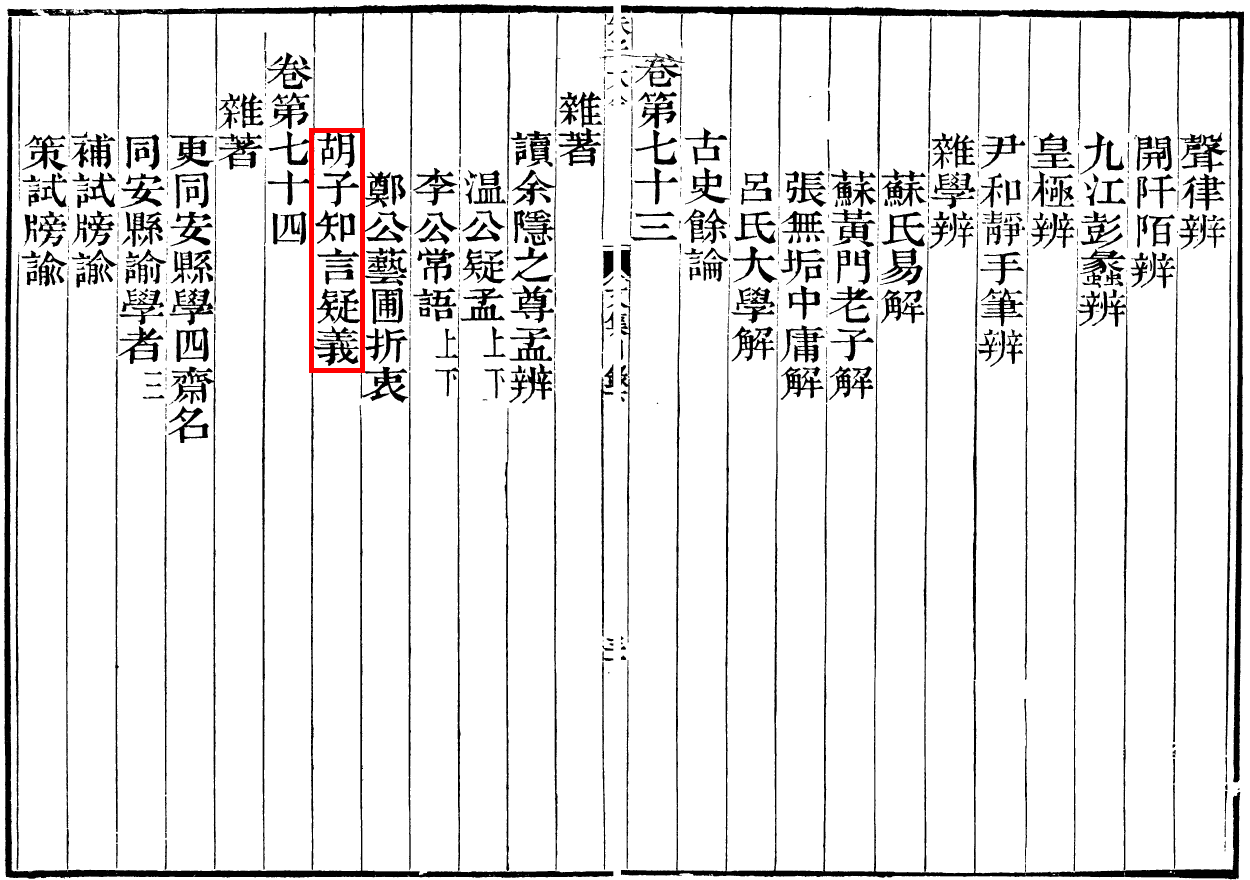 聲律辨
開阡陌辨
九江彭蠡辨
皇極辨
尹和靜手筆辨
雜學辨
蘇氏易解
蘇黃門老子解
張無垢中庸解
呂氏大學解
古史餘論
卷第七十三
雜著
讀余隱之尊孟辨
温公疑孟上下
李公常語上下
鄭公藝圃折衷
胡子知言疑義
卷第七十四
雜著
更同安縣學四齋名
同安縣諭學者二
補試牓諭
策試牓諭